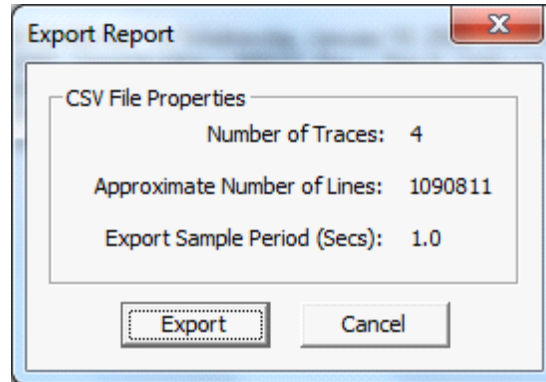 Export Report
CSV File Properties
Number of Traces: 4
Approximate Number of Lines: 1090811
Export Sample Period (Secs): 1.0
Export Cancel